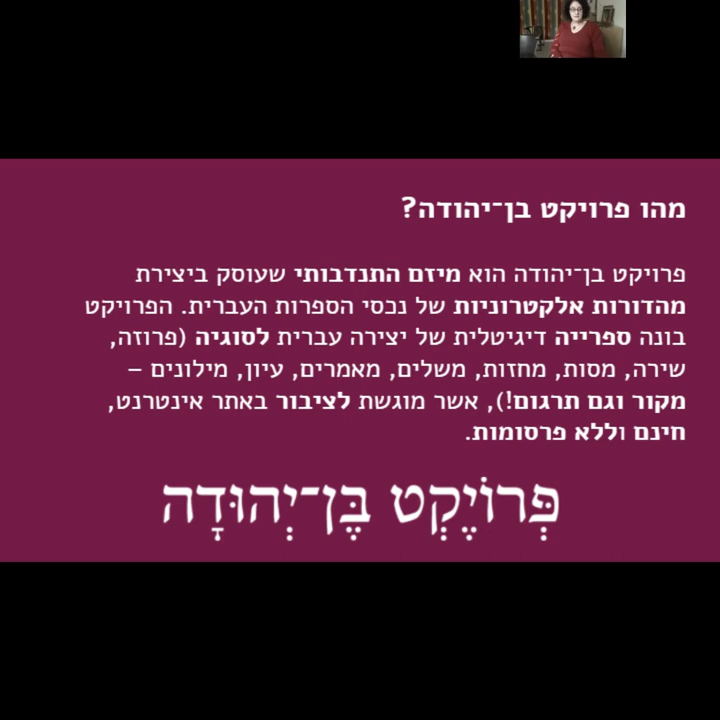 מהו פרויקט בן־יהודה?
פרויקט בן־יהודה הוא מיזם התנדבותי שעוסק ביצירת
מהדורות אלקטרוניות של נכסי הספרות העברית. הפרויקט
בונה ספרייה דיגיטלית של יצירה עברית לסוגיה (פרוזה,
שירה, מסות, מחזות, משלים, מאמרים, עיון, מילונים –
מקור וגם תרגום!), אשר מוגשת לציבור באתר אינטרנט,
חינם וללא פרסומות.
פְּרוֹיֶקְט בֶּן־יְהוּדָה